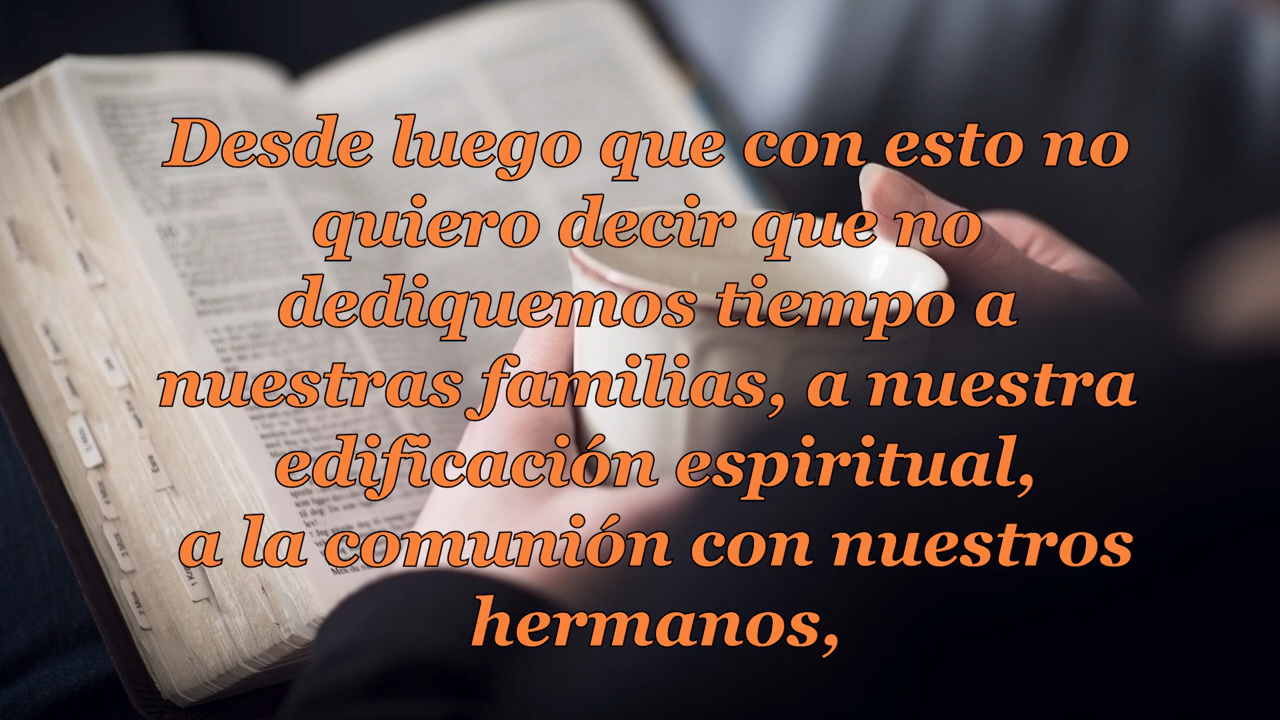 Desde luego que con esto no
quiero decir que no
dediquemos tiempo a
nuestras familias, a nuestra
edificación espiritual,
a la comunión con nuestros
hermanos,